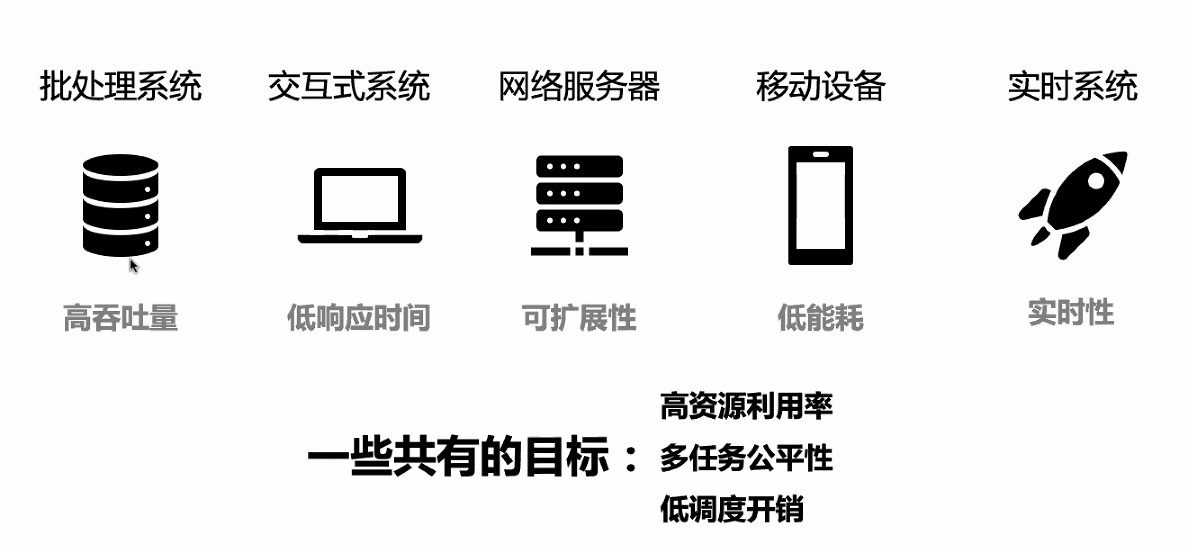 批处理系统 交互式系统 网络服务器 移动设备 实时系统
高吞吐量 低响应时间 可扩展性 低能耗 实时性
高资源利用率
一些共有的目标：多任务公平性
低调度开销